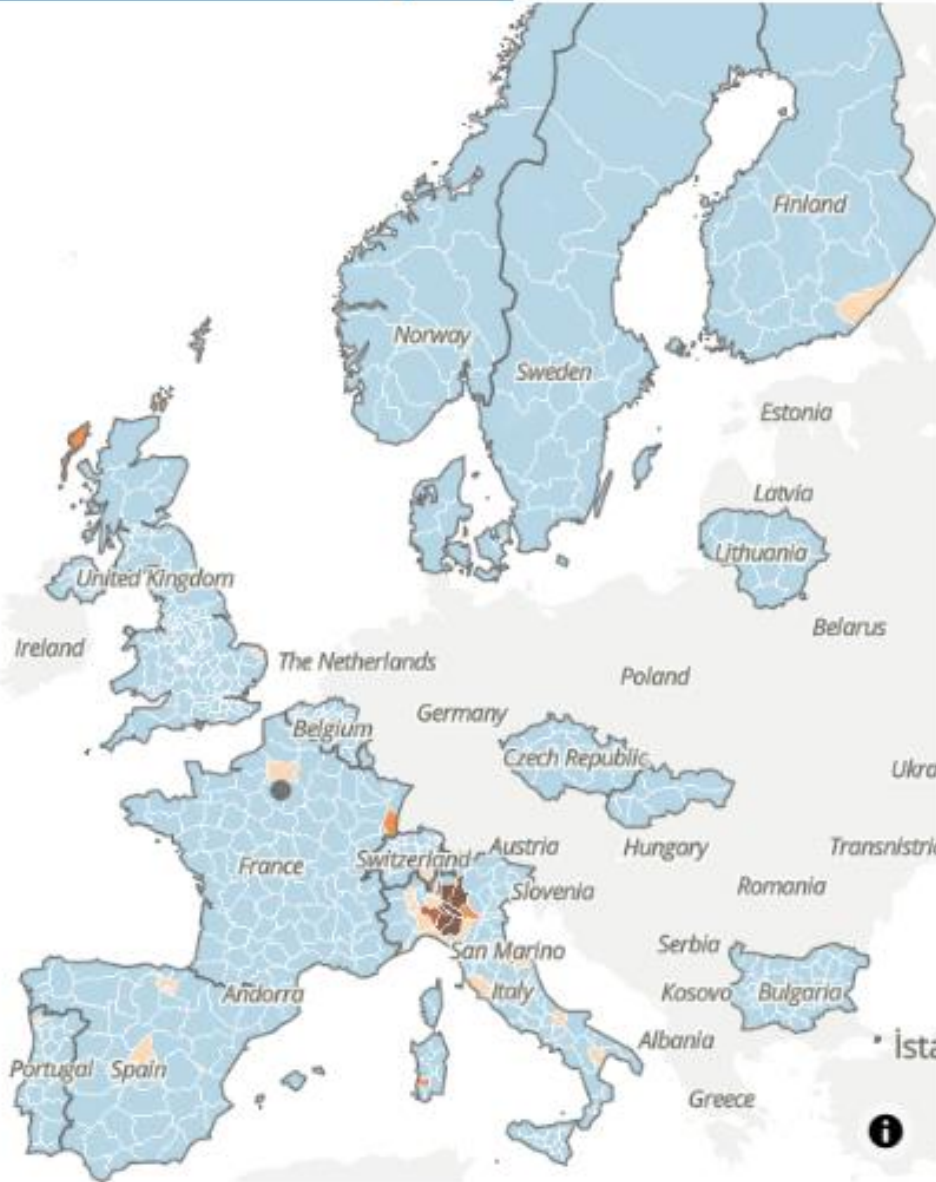 Finland
Norway
Sweden
Estonia
Latvia
Lithuania
United Kingdom
Belarus
Ireland
The Netherlands
Poland
Germany
Belgium
Czech Republic
Ukra
Austria
Hungary
Transnistria
Switzerland
France
Romania
Slovenia
San Marino
Serbia
Andorra
Italy
Kosovo
Bulgaria
Albania
İsta
Portugal
Spain
Greece
i